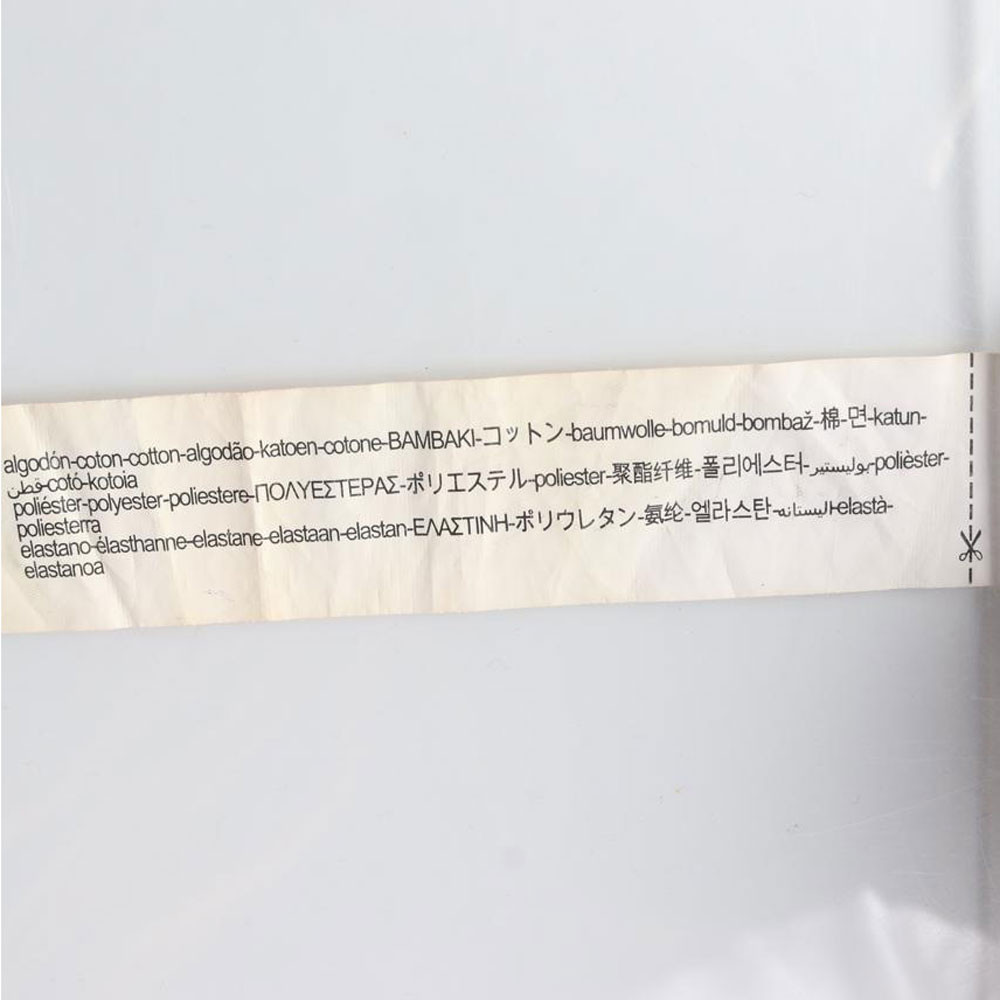 algodón-coton-cotton-algodão-katoen-cotone-BAMBAKI-コットン-baumwolle-bomuld-bombaž-棉-면-katun-
قطن-cotó-kotoia
poliéster-polyester-poliestere-ΠΟΛΥΕΣΤΕΡΑΣ-ポリエステル-poliester-聚酯纤维-폴리에스터-بوليستير-polièster-
poliesterra
elastano-élasthanne-elastane-elastaan-elastan-ΕΛΑΣΤΙΝΗ-ポリウレタン-氨纶-엘라스탄-اليستانه-elastà-
elastanoa